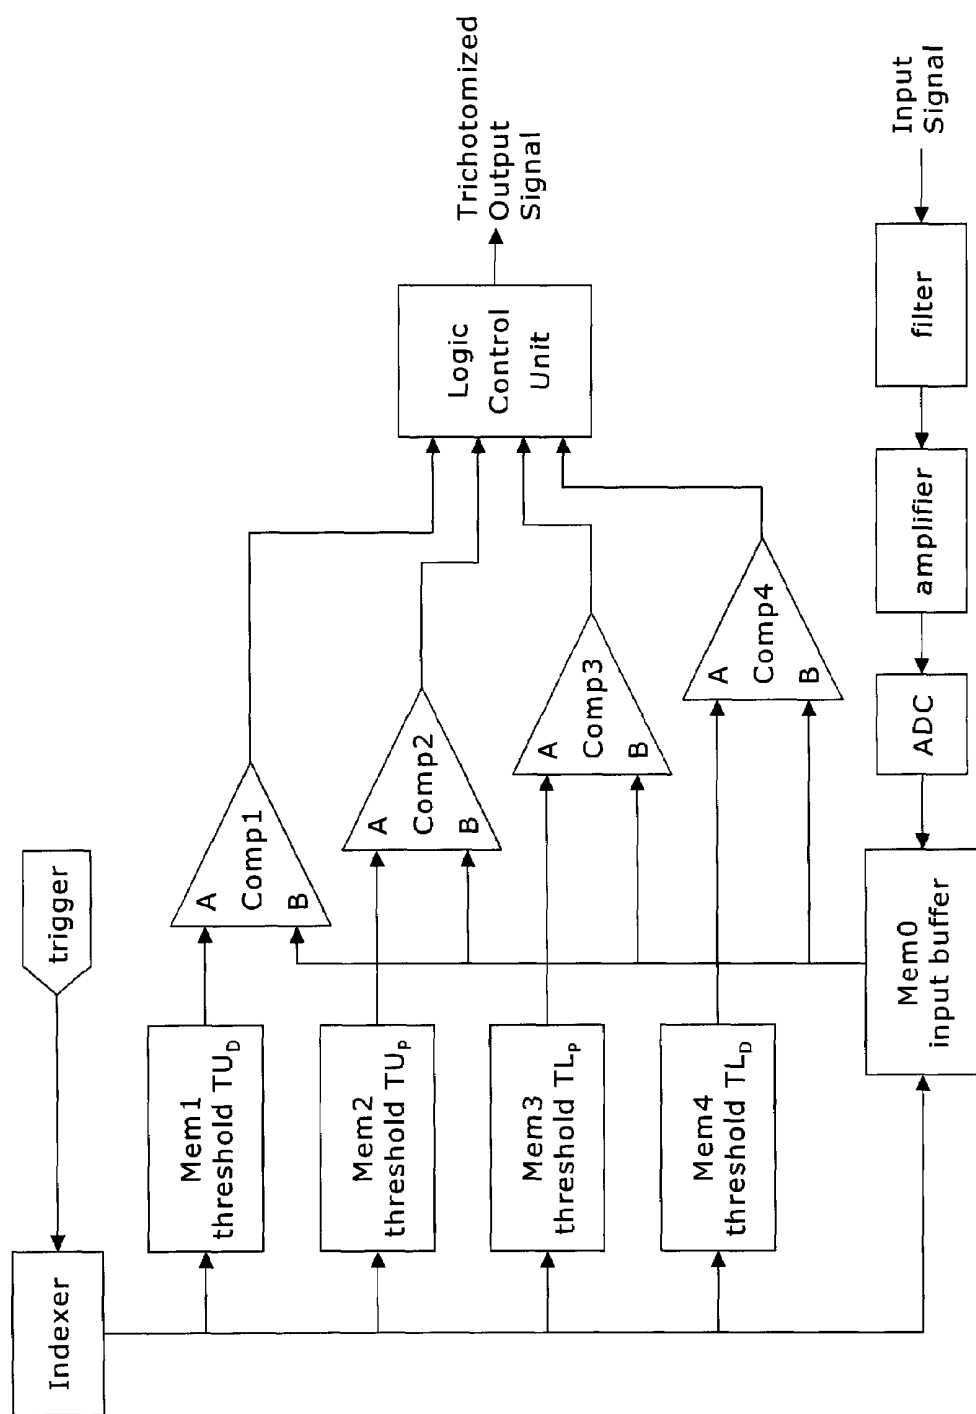 Indexer
trigger
Mem1
threshold TU_D
A
Comp1
B
Mem2
threshold TU_P
A
Comp2
B
Mem3
threshold TL_P
A
Comp3
B
Mem4
threshold TL_D
A
Comp4
B
Logic
Control
Unit
Trichotomized
Output
Signal
Mem0
input buffer
ADC
amplifier
filter
Input
Signal